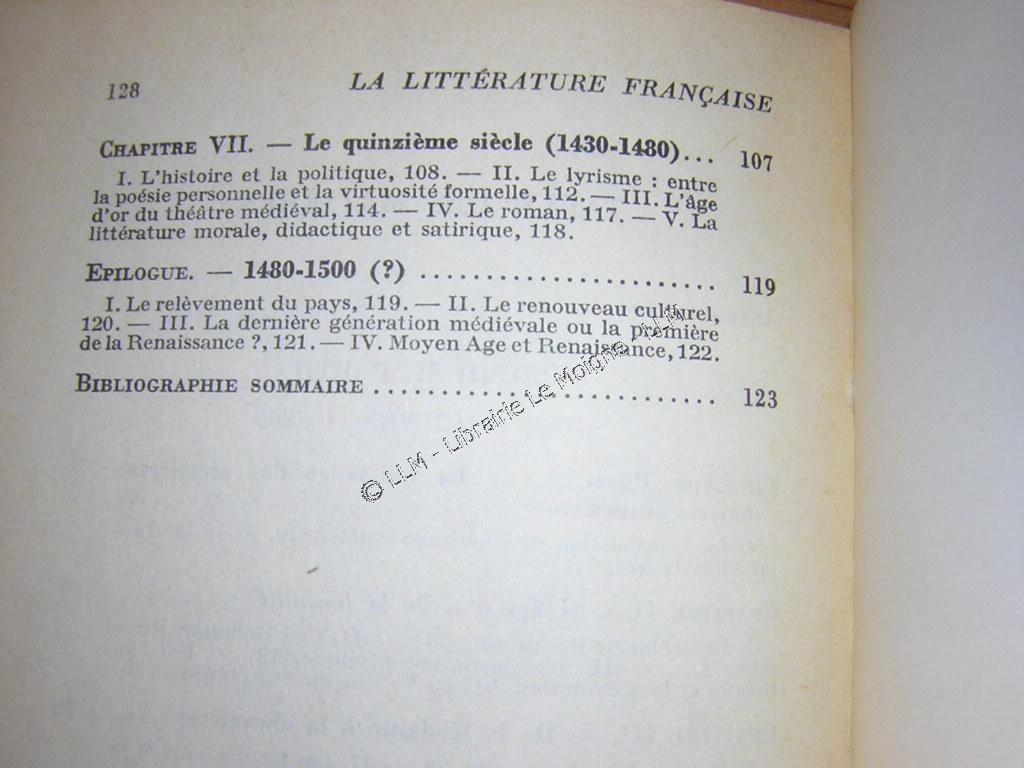 128 LA LITTÉRATURE FRANÇAISE
CHAPITRE VII. — Le quinzième siècle (1430-1480)... 107
I. L'histoire et la politique, 108. — II. Le lyrisme : entre
la poésie personnelle et la virtuosité formelle, 112. — III. L'âge
d'or du théâtre médiéval, 114. — IV. Le roman, 117. — V. La
littérature morale, didactique et satirique, 118.
EPILOGUE. — 1480-1500 (?) ........................... 119
I. Le relèvement du pays, 119. — II. Le renouveau culturel,
120. — III. La dernière génération médiévale ou la première
de la Renaissance ?, 121. — IV. Moyen Age et Renaissance, 122.
BIBLIOGRAPHIE SOMMAIRE ............................... 123
© LLM - Librairie Le Moigne - LLM